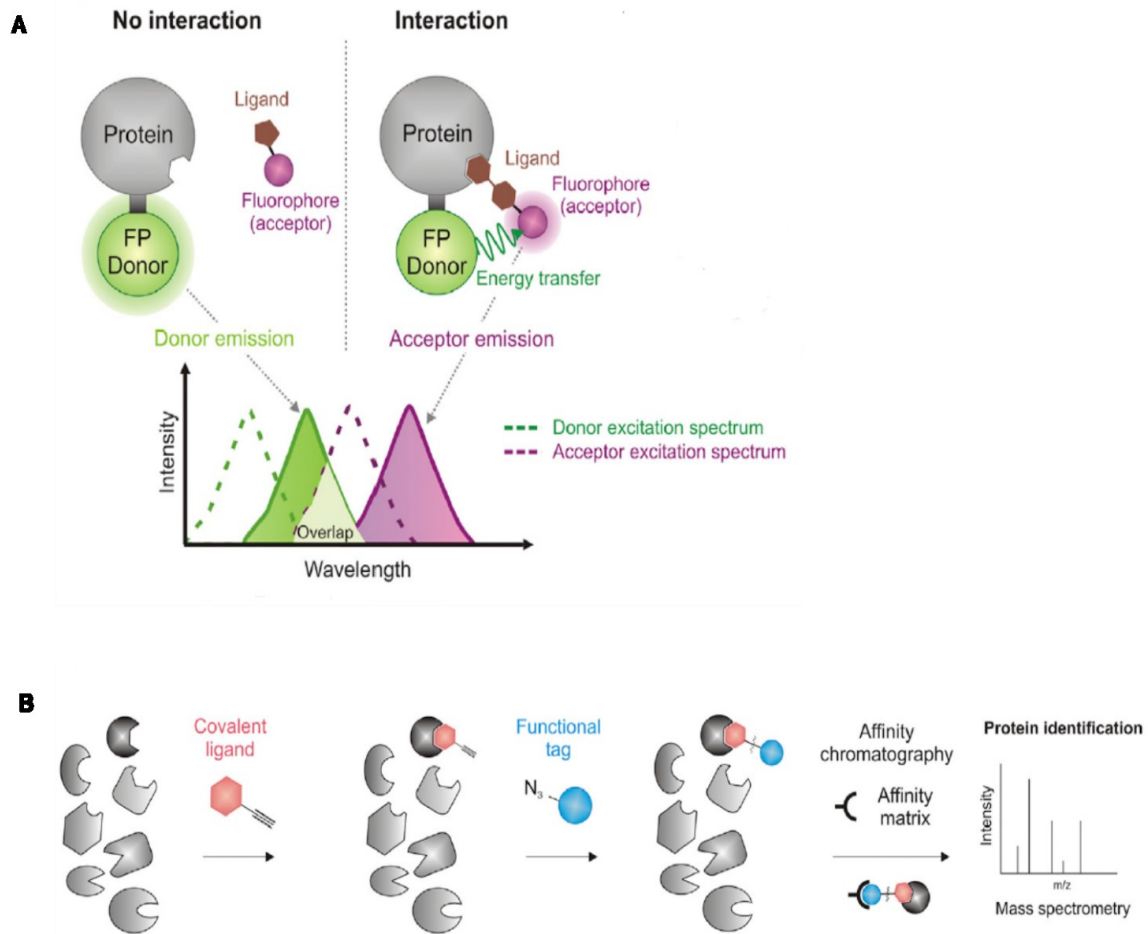 A
No interaction
Interaction
Protein
Ligand
Fluorophore
(acceptor)
FP
Donor
Protein
Ligand
Fluorophore
(acceptor)
FP
Donor
Energy transfer
Donor emission
Acceptor emission
Intensity
Overlap
Wavelength
Donor excitation spectrum
Acceptor excitation spectrum
B
Covalent
ligand
Functional
tag
N3
Affinity
chromatography
Affinity
matrix
Protein identification
Intensity
m/z
Mass spectrometry